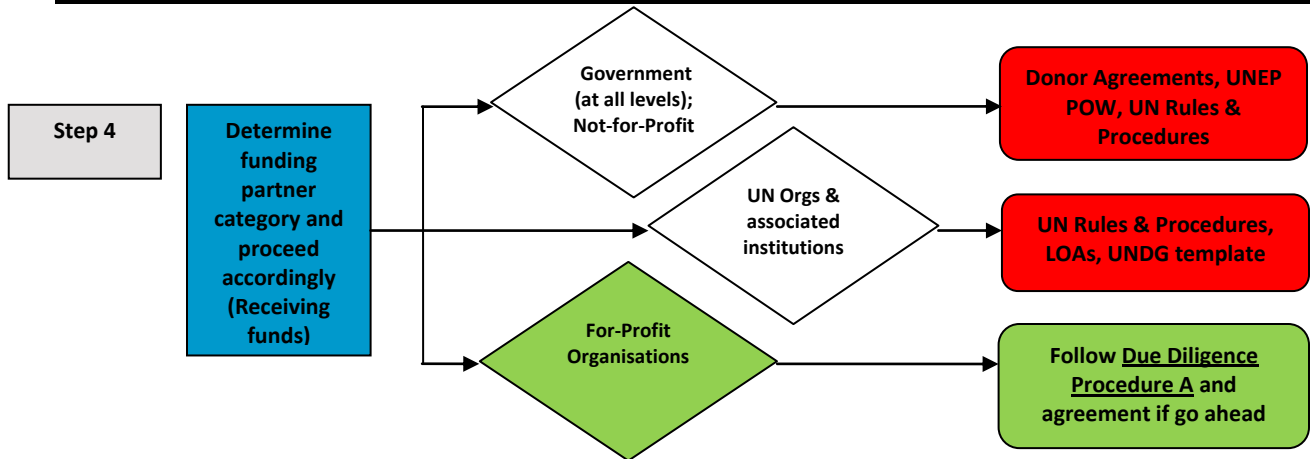 Step 4
Determine
funding
partner
category and
proceed
accordingly
(Receiving
funds)
Government
(at all levels);
Not-for-Profit
Donor Agreements, UNEP
POW, UN Rules &
Procedures
UN Orgs &
associated
institutions
UN Rules & Procedures,
LOAs, UNDG template
For-Profit
Organisations
Follow Due Diligence
Procedure A and
agreement if go ahead